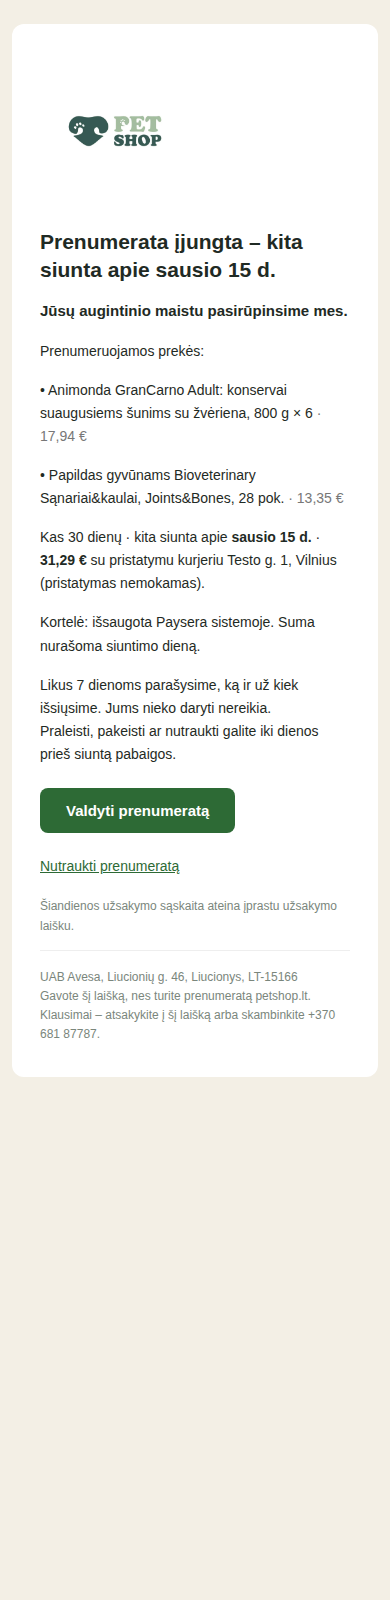 PET
SHOP
Prenumerata įjungta – kita
siunta apie sausio 15 d.
Jūsų augintinio maistu pasirūpinsime mes.
Prenumeruojamos prekės:
• Animonda GranCarno Adult: konservai
suaugusiems šunims su žvėriena, 800 g × 6 ·
17,94 €
• Papildas gyvūnams Bioveterinary
Sąnariai&kaulai, Joints&Bones, 28 pok. · 13,35 €
Kas 30 dienų · kita siunta apie sausio 15 d. ·
31,29 € su pristatymu kurjeriu Testo g. 1, Vilnius
(pristatymas nemokamas).
Kortelė: išsaugota Paysera sistemoje. Suma
nurašoma siuntimo dieną.
Likus 7 dienoms parašysime, ką ir už kiek
išsiųsime. Jums nieko daryti nereikia.
Praleisti, pakeisti ar nutraukti galite iki dienos
prieš siuntą pabaigos.
Valdyti prenumeratą
Nutraukti prenumeratą
Šiandienos užsakymo sąskaita ateina įprastu užsakymo
laišku.
UAB Avesa, Liucionių g. 46, Liucionys, LT-15166
Gavote šį laišką, nes turite prenumeratą petshop.lt.
Klausimai – atsakykite į šį laišką arba skambinkite +370
681 87787.